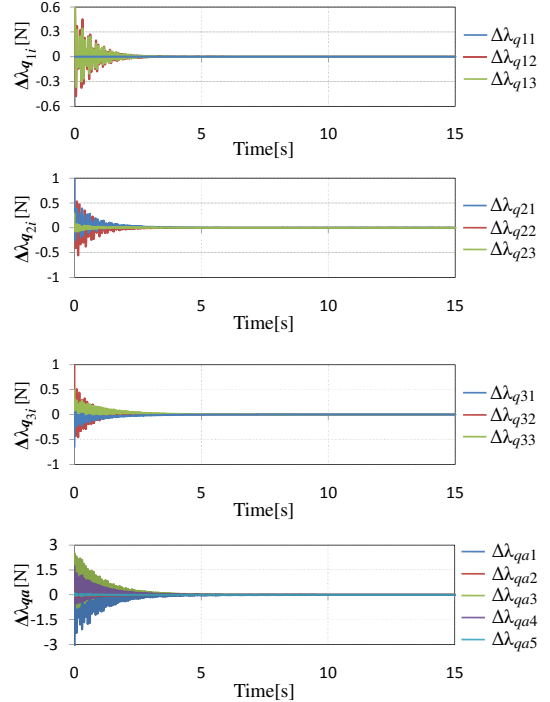 0.6
0.3
0
-0.3
-0.6
Δλq1i [N]
0 5 10 15
Time[s]
Δλq11
Δλq12
Δλq13
1
0.5
0
-0.5
-1
Δλq2i [N]
0 5 10 15
Time[s]
Δλq21
Δλq22
Δλq23
1
0.5
0
-0.5
-1
Δλq3i [N]
0 5 10 15
Time[s]
Δλq31
Δλq32
Δλq33
3
1.5
0
-1.5
-3
Δλqa [N]
0 5 10 15
Time[s]
Δλqa1
Δλqa2
Δλqa3
Δλqa4
Δλqa5